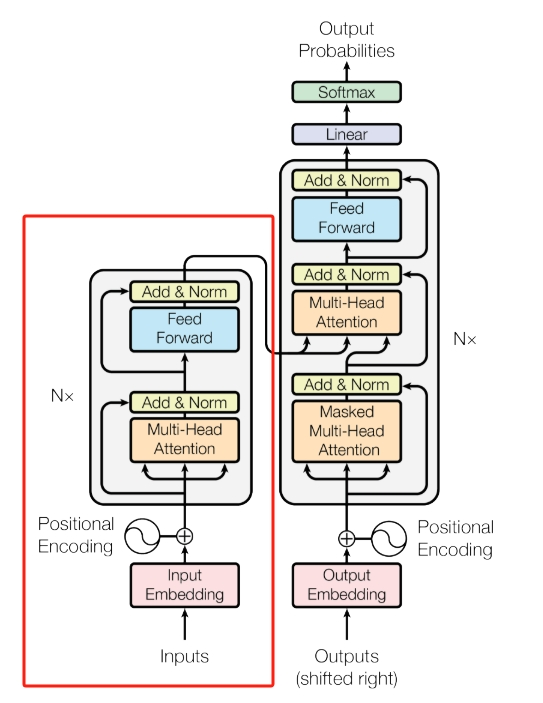 Output
Probabilities
Softmax
Linear
Add & Norm
Feed
Forward
Add & Norm
Multi-Head
Attention
Add & Norm
Masked
Multi-Head
Attention
N×
Add & Norm
Feed
Forward
Add & Norm
Multi-Head
Attention
N×
Positional
Encoding
Input
Embedding
Inputs
Positional
Encoding
Output
Embedding
Outputs
(shifted right)